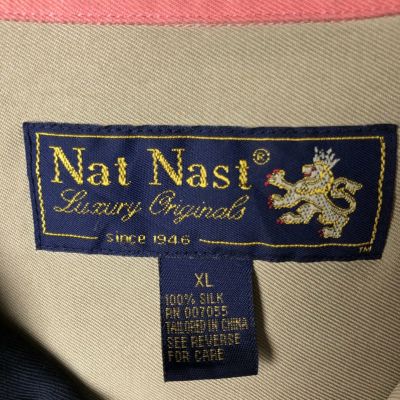 Nat Nast®
Luxury Originals
since 1946
™
XL
100% SILK
RN 007055
TAILORED IN CHINA
SEE REVERSE
FOR CARE